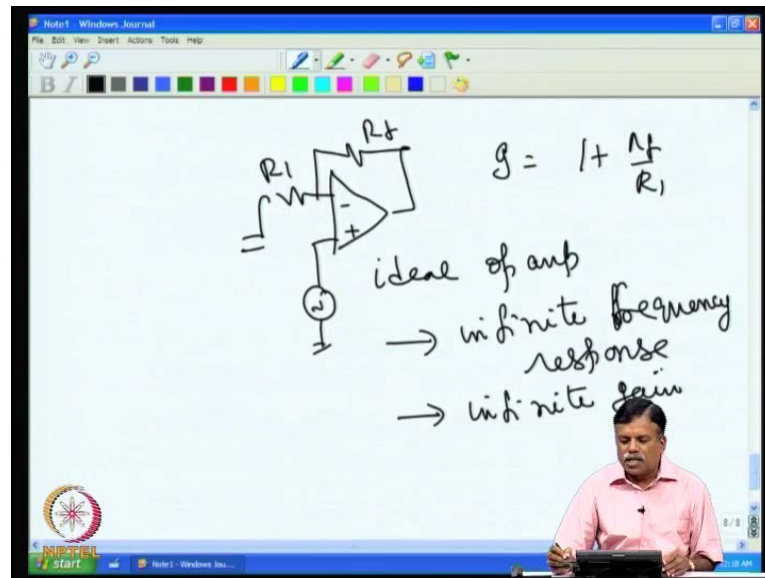 Note1 - Windows Journal
File Edit View Insert Actions Tools Help
B I
Rf
R1
g = 1 + Rf / R1
-
+
ideal op amp
→ infinite frequency
response
→ infinite gain
8/8
NPTEL
start
Note1 - Windows Jou...